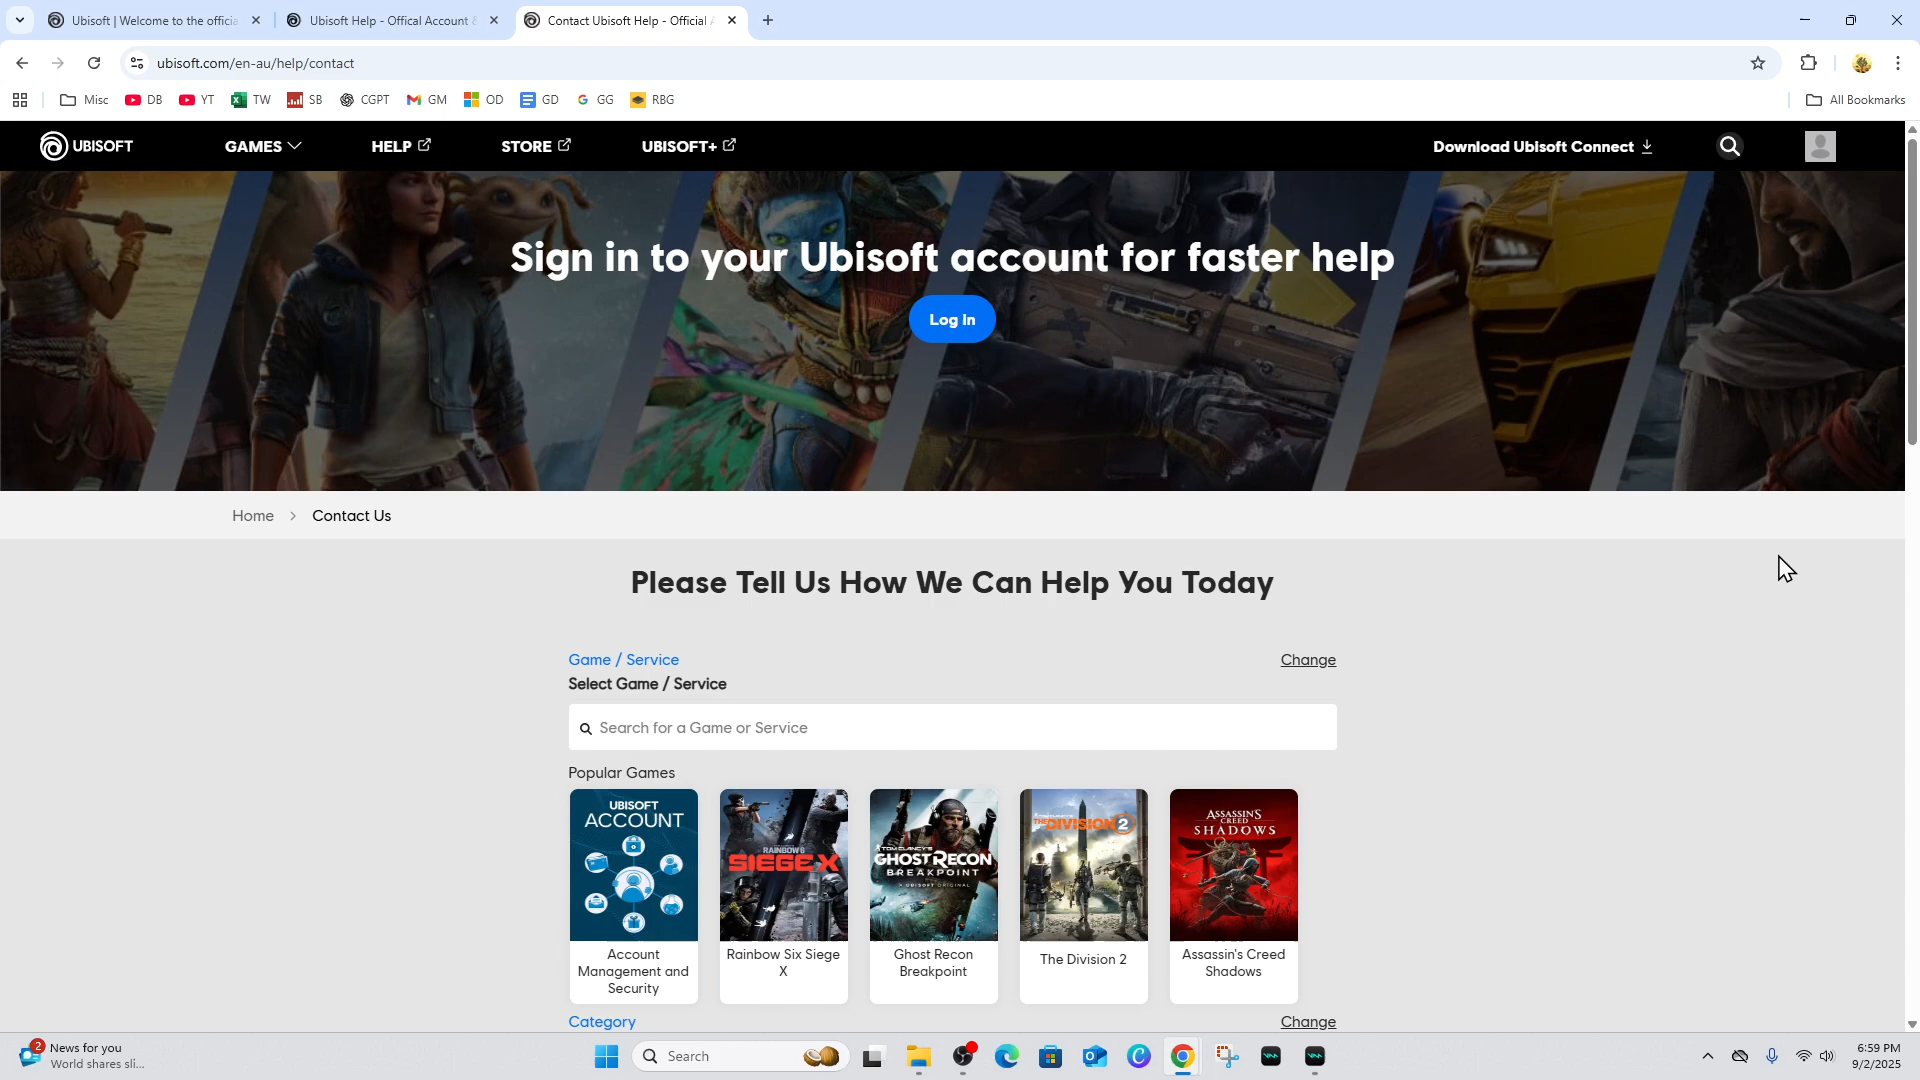 Ubisoft | Welcome to the officia
Ubisoft Help - Offical Account &
Contact Ubisoft Help - Official A
ubisoft.com/en-au/help/contact
Misc
DB
YT
TW
SB
CGPT
GM
OD
GD
GG
RBG
All Bookmarks
UBISOFT
GAMES
HELP
STORE
UBISOFT+
Download Ubisoft Connect
Sign in to your Ubisoft account for faster help
Log In
Home > Contact Us
Please Tell Us How We Can Help You Today
Game / Service
Change
Select Game / Service
Search for a Game or Service
Popular Games
UBISOFT
ACCOUNT
RAINBOW 6
SIEGE X
TOM CLANCY'S
GHOST RECON
BREAKPOINT
A UBISOFT ORIGINAL
THE DIVISION 2
ASSASSIN'S
CREED
SHADOWS
Account
Management and
Security
Rainbow Six Siege
X
Ghost Recon
Breakpoint
The Division 2
Assassin's Creed
Shadows
Category
Change
2
News for you
World shares sli...
Search
6:59 PM
9/2/2025